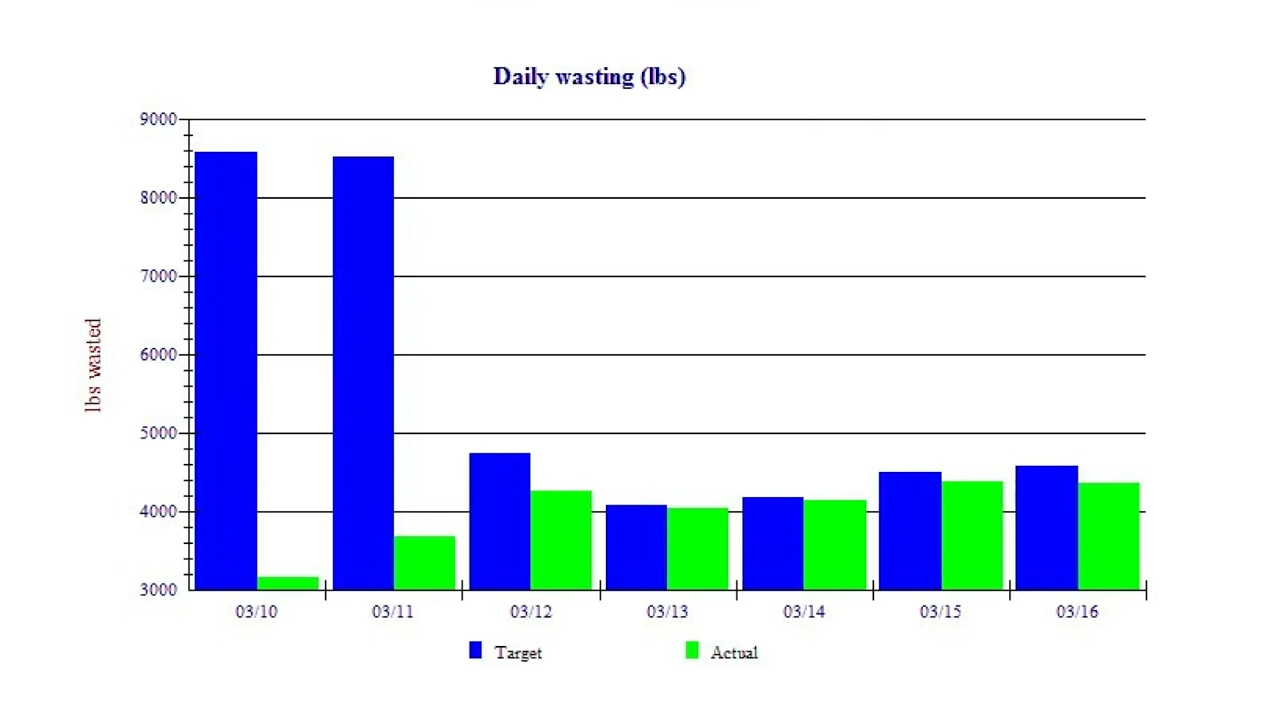 Daily wasting (lbs)
9000
8000
7000
6000
5000
4000
3000
lbs wasted
03/10 03/11 03/12 03/13 03/14 03/15 03/16
Target Actual